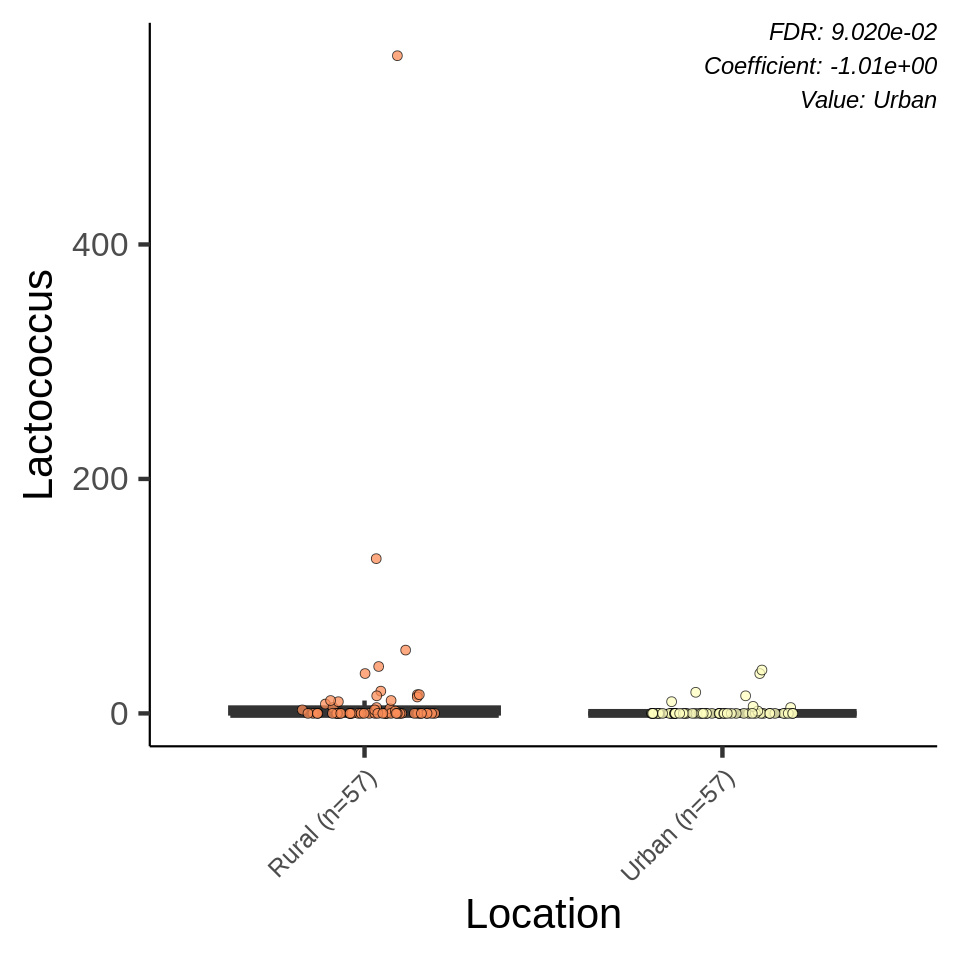 FDR: 9.020e-02
Coefficient: -1.01e+00
Value: Urban
Lactococcus
400
200
0
Rural (n=57)
Urban (n=57)
Location